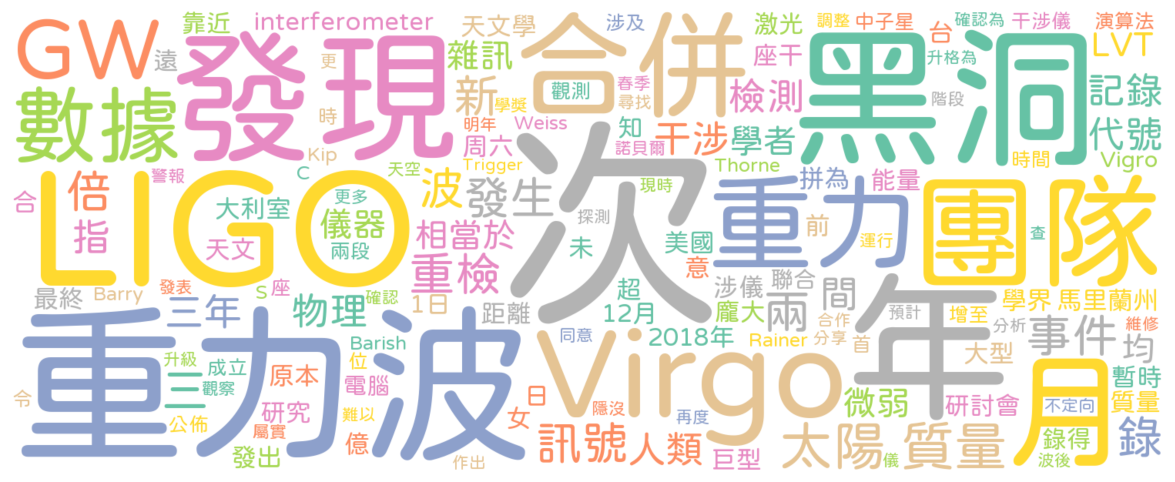 GW
遠
靠近
interferometer
天文學
雜訊
新
發現
數據
合併
涉及
觀測
春季
尋找
學獎
明年
激光
調整
中子星
確認為
干涉儀
演算法
座干
台
升格為
LVT
階段
檢測
黑洞
記錄
代號
Vigro
更
時
Kip
周六
Weiss
知
諾貝爾
干涉
學者
時間
警報
C
天空
Trigger
Thorne
拼為
能量
合
倍
指
LIGO
更多
大利室
天文
儀器
兩段
波
發生
相當於
重檢
次
現時
探測
未
美國
意
重力
前
運行
團隊
查
最終
Barry
發表
S
座
確認
1日
距離
超
12月
涉儀
龐大
聯合
兩
間
年
預計
增至
學界
馬里蘭州
三年
物理
重力波
Barish
同意
2018年
Rainer
合作
分享
首
分析
大型
事件
維修
均
升級
成立
三
觀察
原本
位
電腦
Virgo
月
暫時
質量
令
公佈
研究
屬實
難以
億
女
日
隱沒
再度
微弱
研討會
不定向
錄
發出
作出
訊號
人類
巨型
太陽
質量
儀
錄得
波後